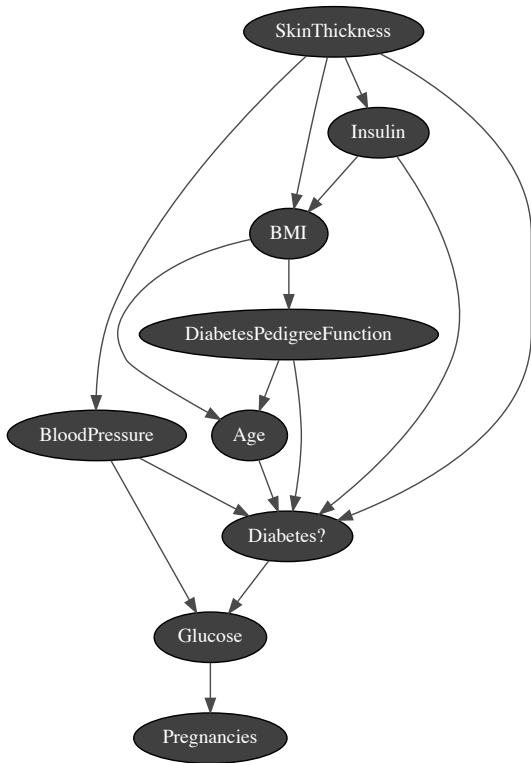 SkinThickness
Insulin
BMI
DiabetesPedigreeFunction
BloodPressure
Age
Diabetes?
Glucose
Pregnancies